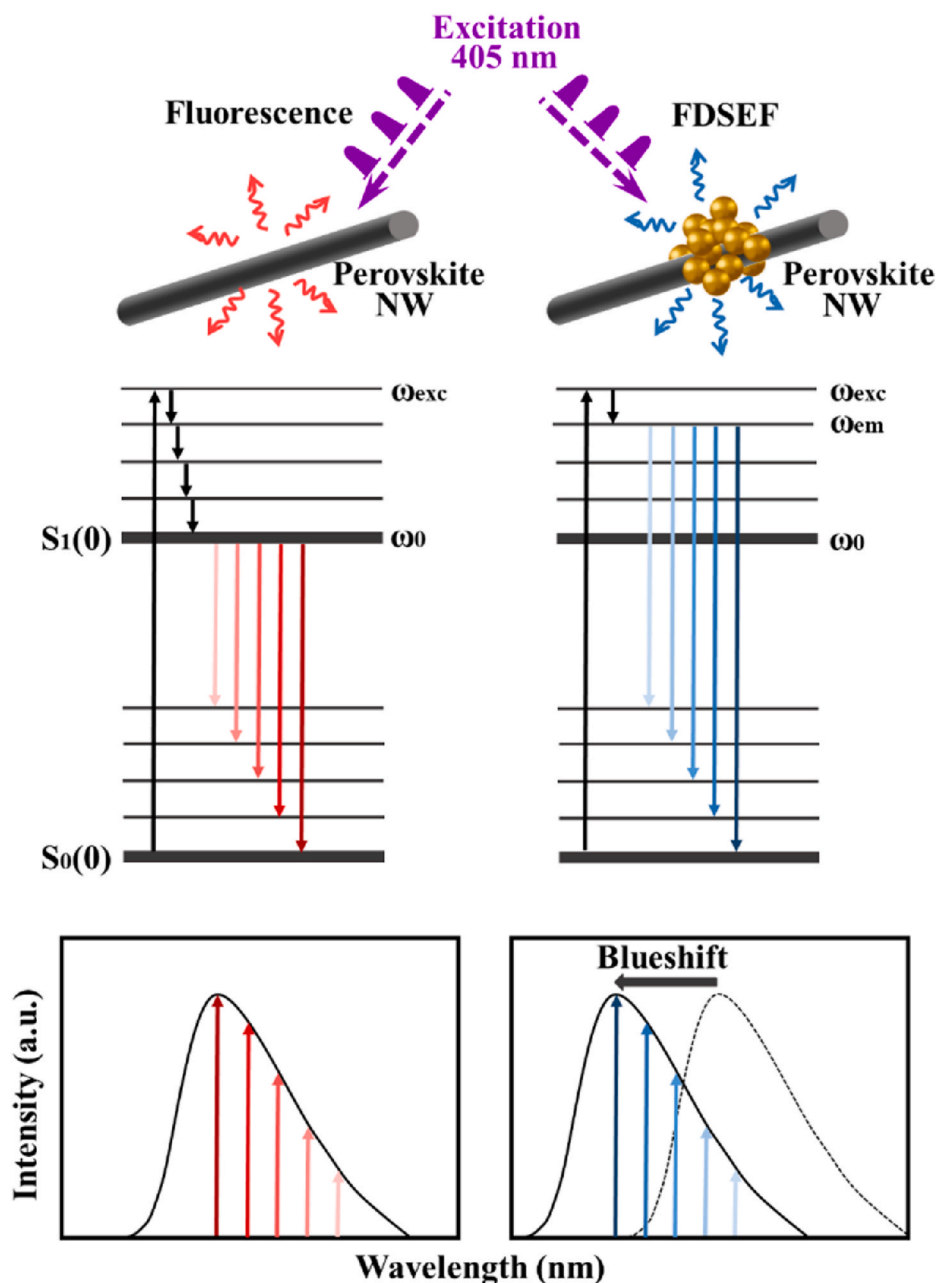 Excitation
405 nm
Fluorescence
FDSEF
Perovskite
NW
Perovskite
NW
ωexc
ωexc
ωem
S1(0)
ω0
ω0
S0(0)
Blueshift
Intensity (a.u.)
Wavelength (nm)